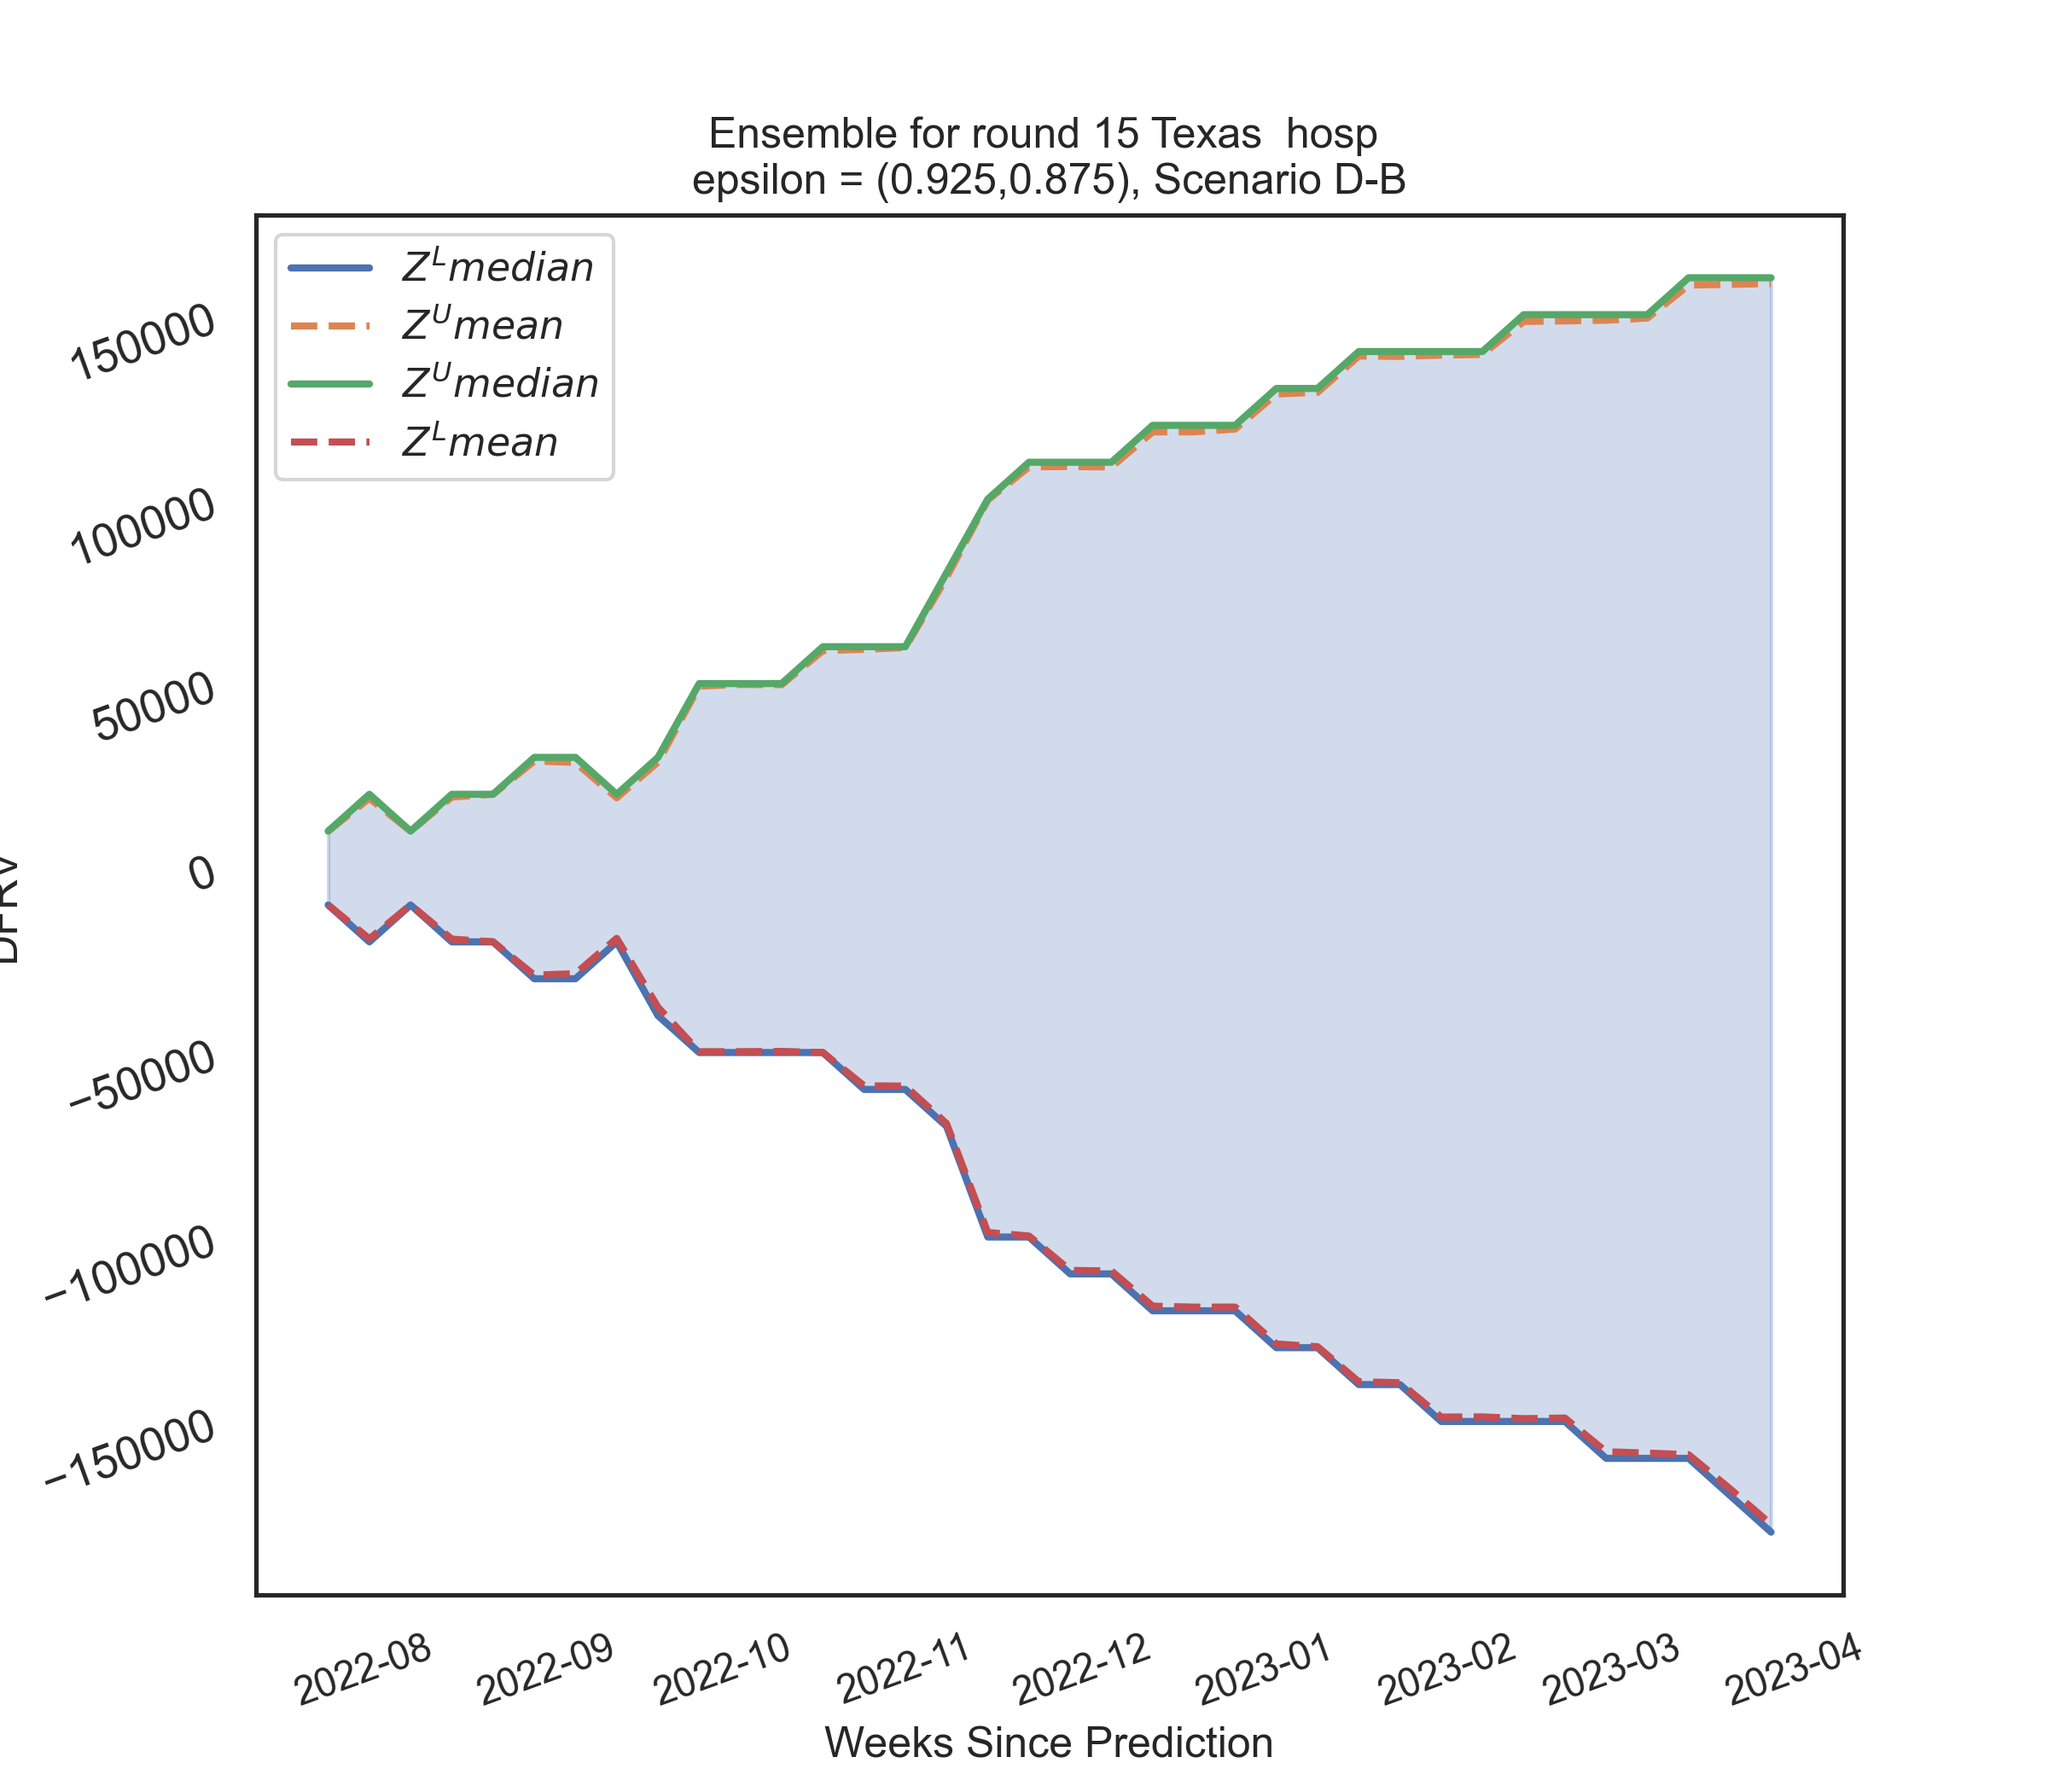 Ensemble for round 15 Texas  hosp
epsilon = (0.925,0.875), Scenario D-B
Z^L median
Z^U mean
Z^U median
Z^L mean
150000
100000
50000
0
−50000
−100000
−150000
2022-08
2022-09
2022-10
2022-11
2022-12
2023-01
2023-02
2023-03
2023-04
Weeks Since Prediction